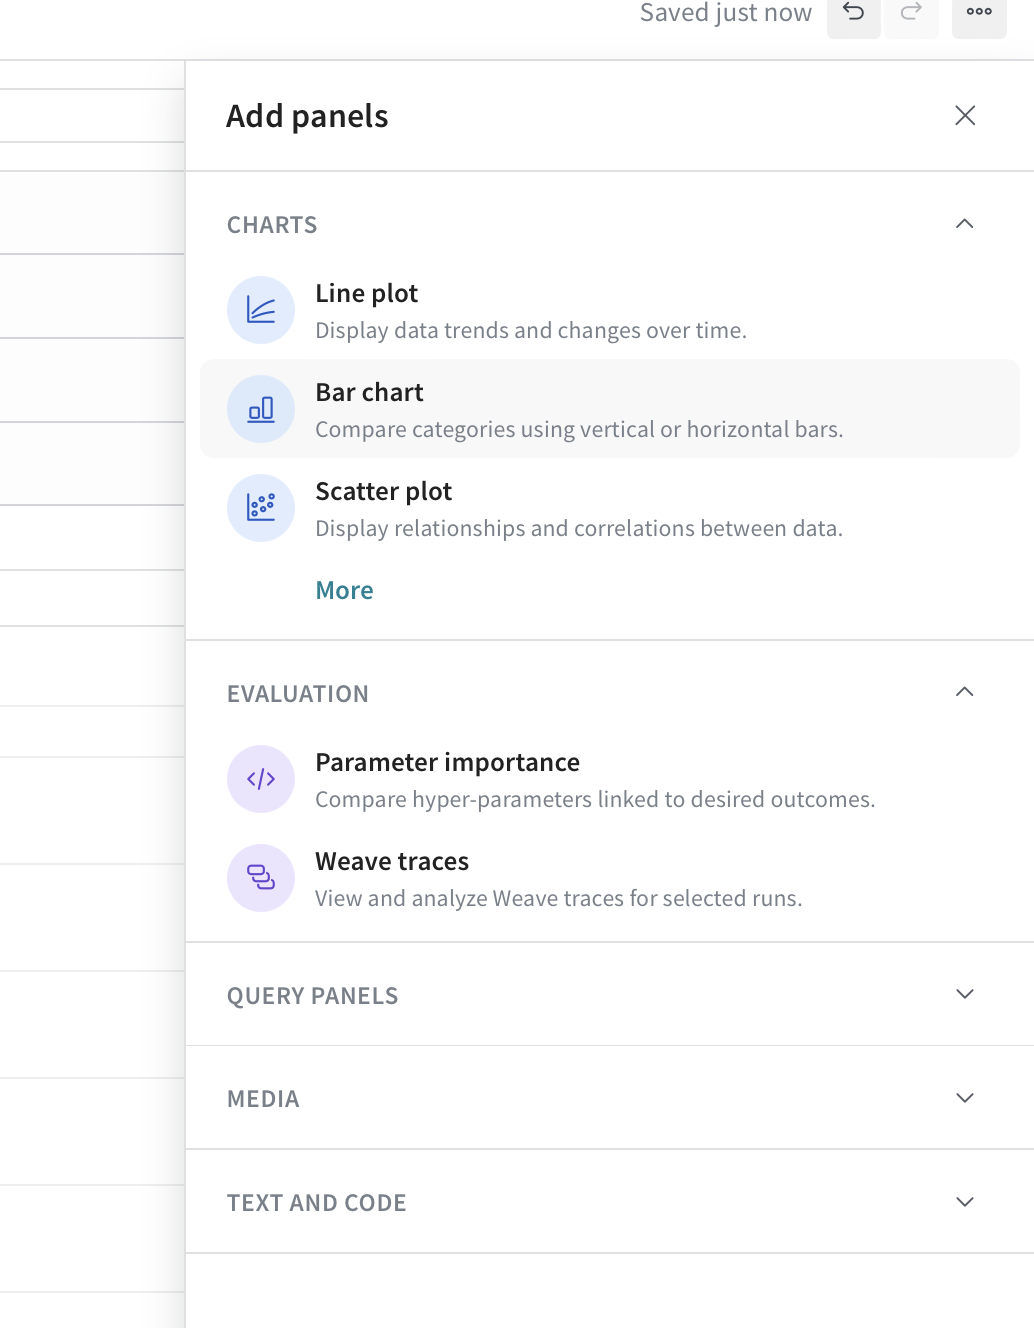 Saved just now
Add panels
CHARTS
Line plot
Display data trends and changes over time.
Bar chart
Compare categories using vertical or horizontal bars.
Scatter plot
Display relationships and correlations between data.
More
EVALUATION
Parameter importance
Compare hyper-parameters linked to desired outcomes.
Weave traces
View and analyze Weave traces for selected runs.
QUERY PANELS
MEDIA
TEXT AND CODE